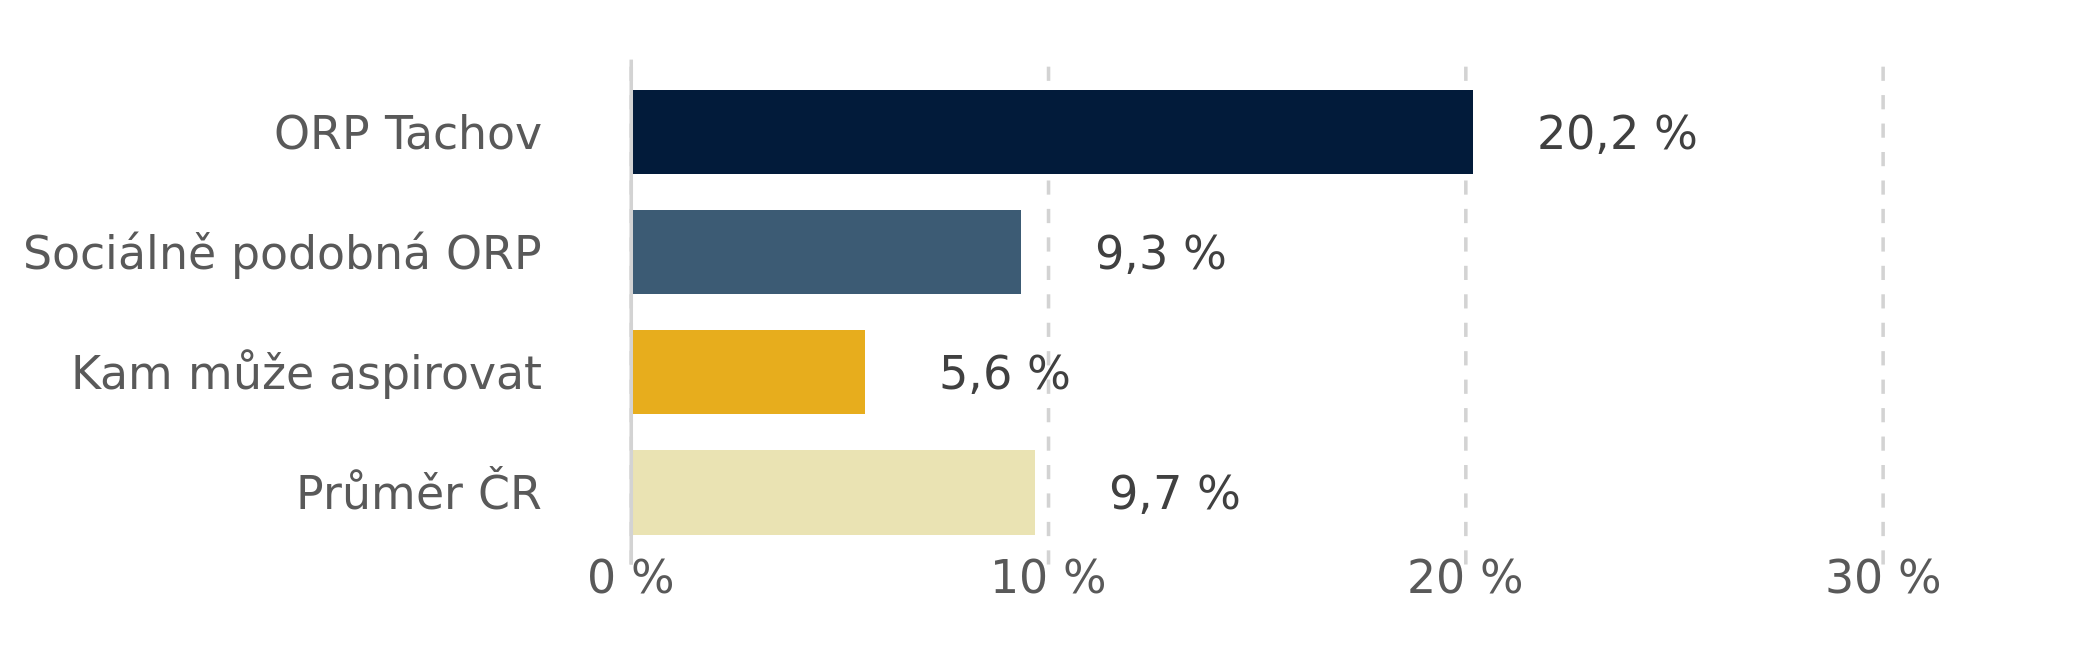 ORP Tachov 20,2 %
Sociálně podobná ORP 9,3 %
Kam může aspirovat 5,6 %
Průměr ČR 9,7 %
0 % 10 % 20 % 30 %